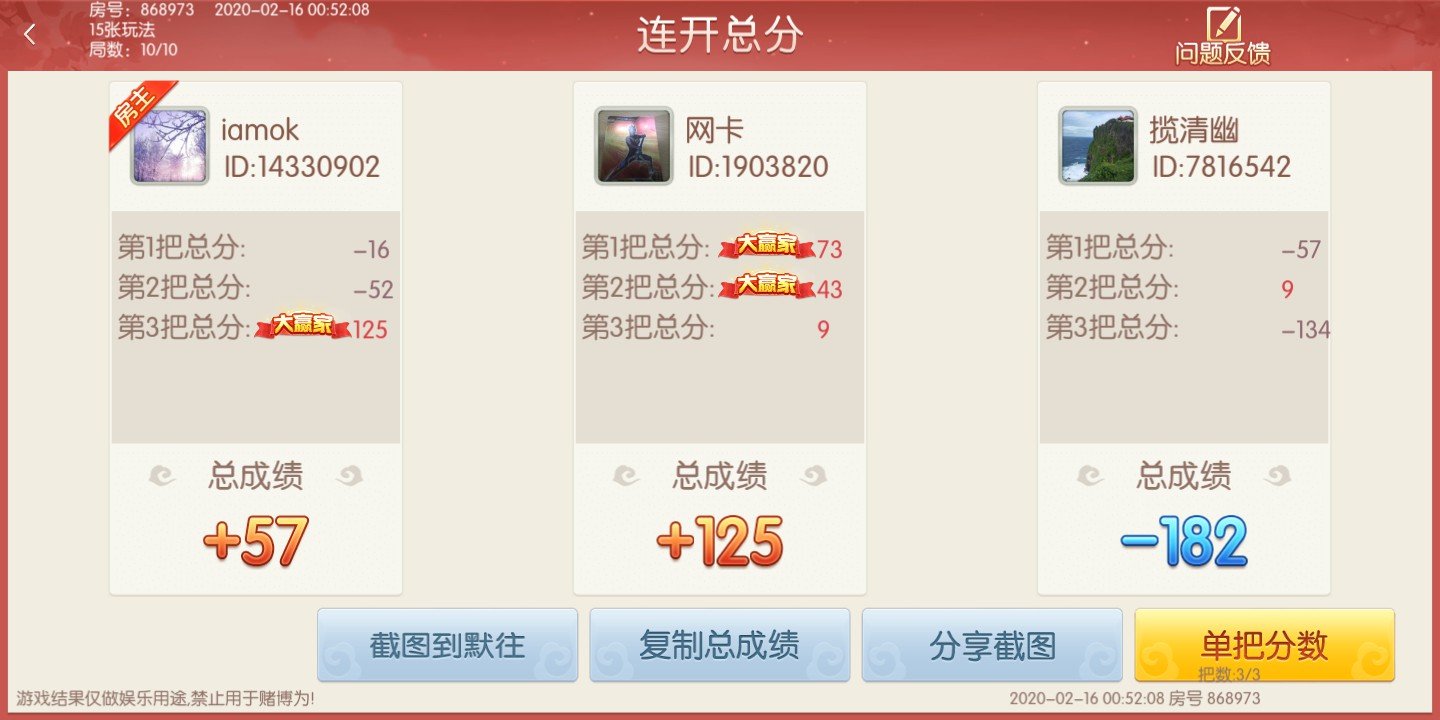 房号：868973 2020-02-16 00:52:08
15张玩法
局数：10/10
连开总分
问题反馈
房主
iamok
ID:14330902
第1把总分: -16
第2把总分: -52
第3把总分: 大赢家 125
总成绩
+57
网卡
ID:1903820
第1把总分: 大赢家 73
第2把总分: 大赢家 43
第3把总分: 9
总成绩
+125
揽清幽
ID:7816542
第1把总分: -57
第2把总分: 9
第3把总分: -134
总成绩
-182
截图到默往
复制总成绩
分享截图
单把分数
把数:3/3
游戏结果仅做娱乐用途,禁止用于赌博为!
2020-02-16 00:52:08 房号 868973